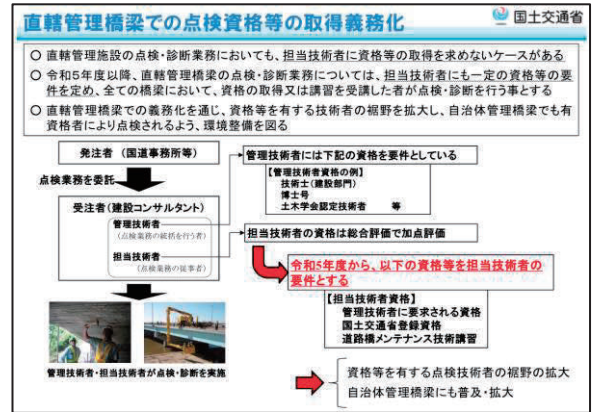 直轄管理橋梁での点検資格等の取得義務化
国土交通省
○ 直轄管理施設の点検・診断業務においても、担当技術者に資格等の取得を求めないケースがある
○ 令和5年度以降、直轄管理橋梁の点検・診断業務については、担当技術者にも一定の資格等の要
件を定め、全ての橋梁において、資格の取得又は講習を受講した者が点検・診断を行う事とする
○ 直轄管理橋梁での義務化を通じ、資格等を有する技術者の裾野を拡大し、自治体管理橋梁でも有
資格者により点検されるよう、環境整備を図る
発注者 (国道事務所等)
点検業務を委託
受注者(建設コンサルタント)
管理技術者
(点検業務の統括を行う者)
担当技術者
(点検業務の従事者)
管理技術者・担当技術者が点検・診断を実施
管理技術者には下記の資格を要件としている
【管理技術者資格の例】
技術士(建設部門)
博士号
土木学会認定技術者 等
担当技術者の資格は総合評価で加点評価
令和5年度から、以下の資格等を担当技術者の
要件とする
【担当技術者資格】
管理技術者に要求される資格
国土交通省登録資格
道路橋メンテナンス技術講習
資格等を有する点検技術者の裾野の拡大
自治体管理橋梁にも普及・拡大